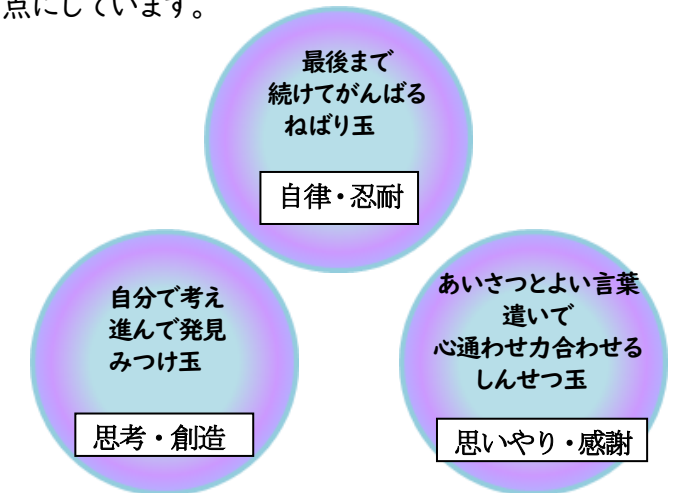 点にしています。
最後まで
続けてがんばる
ねばり玉
自律・忍耐
自分で考え
進んで発見
みつけ玉
思考・創造
あいさつとよい言葉
遣いで
心通わせ力合わせる
しんせつ玉
思いやり・感謝